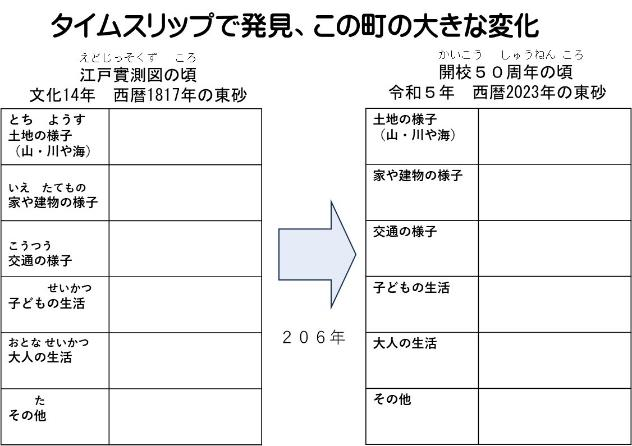 タイムスリップで発見、この町の大きな変化
えどじっそくず　ころ
江戸實測図の頃
文化14年　西暦1817年の東砂
とち　ようす
土地の様子
（山・川や海）
いえ　たてもの
家や建物の様子
こうつう
交通の様子
せいかつ
子どもの生活
おとな せいかつ
大人の生活
た
その他
２０６年
かいこう　しゅうねん ころ
開校５０周年の頃
令和５年　西暦2023年の東砂
土地の様子
（山・川や海）
家や建物の様子
交通の様子
子どもの生活
大人の生活
その他